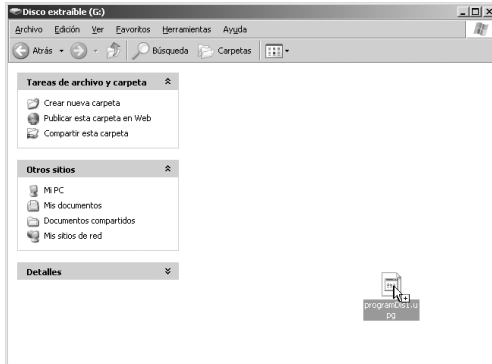 Disco extraíble (G:)
Archivo Edición Ver Favoritos Herramientas Ayuda
Atrás Búsqueda Carpetas
Tareas de archivo y carpeta
Crear nueva carpeta
Publicar esta carpeta en Web
Compartir esta carpeta
Otros sitios
Mi PC
Mis documentos
Documentos compartidos
Mis sitios de red
Detalles
programDist.u
pg